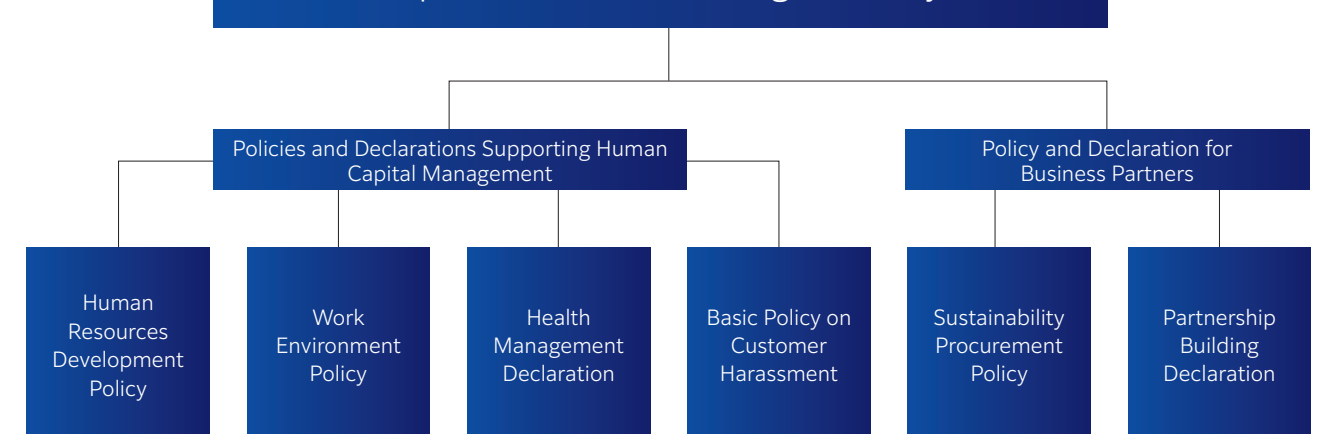 Policies and Declarations Supporting Human
Capital Management
Policy and Declaration for
Business Partners
Human
Resources
Development
Policy
Work
Environment
Policy
Health
Management
Declaration
Basic Policy on
Customer
Harassment
Sustainability
Procurement
Policy
Partnership
Building
Declaration